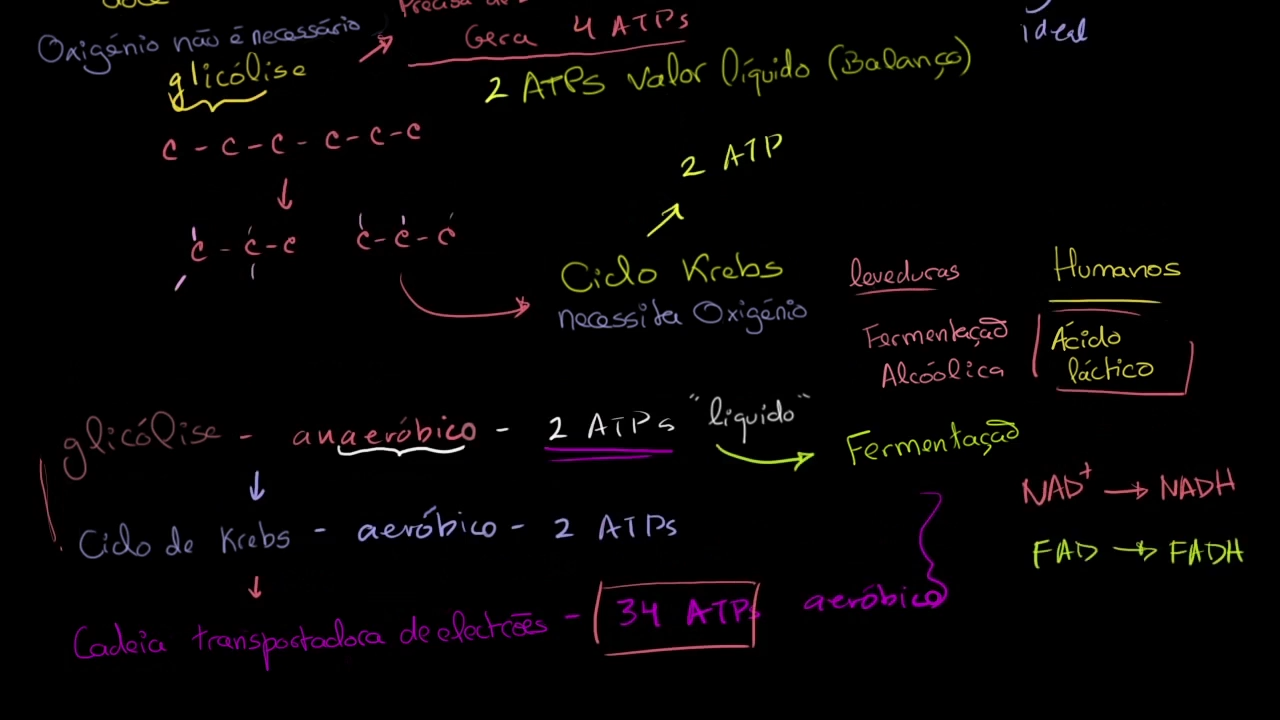 Oxigénio não é necessário
Gera 4 ATPs
ideal
glicólise
2 ATPs Valor líquido (Balanço)
C - C - C - C - C - C
2 ATP
C - C - C
C - C - C
Ciclo Krebs
necessita Oxigénio
leveduras
Humanos
Fermentação
Alcoólica
Ácido
láctico
glicólise - anaeróbico - 2 ATPs "líquido"
Fermentação
NAD+ → NADH
Ciclo de Krebs - aeróbico - 2 ATPs
FAD → FADH
Cadeia transportadora de electrões - 34 ATPs aeróbico